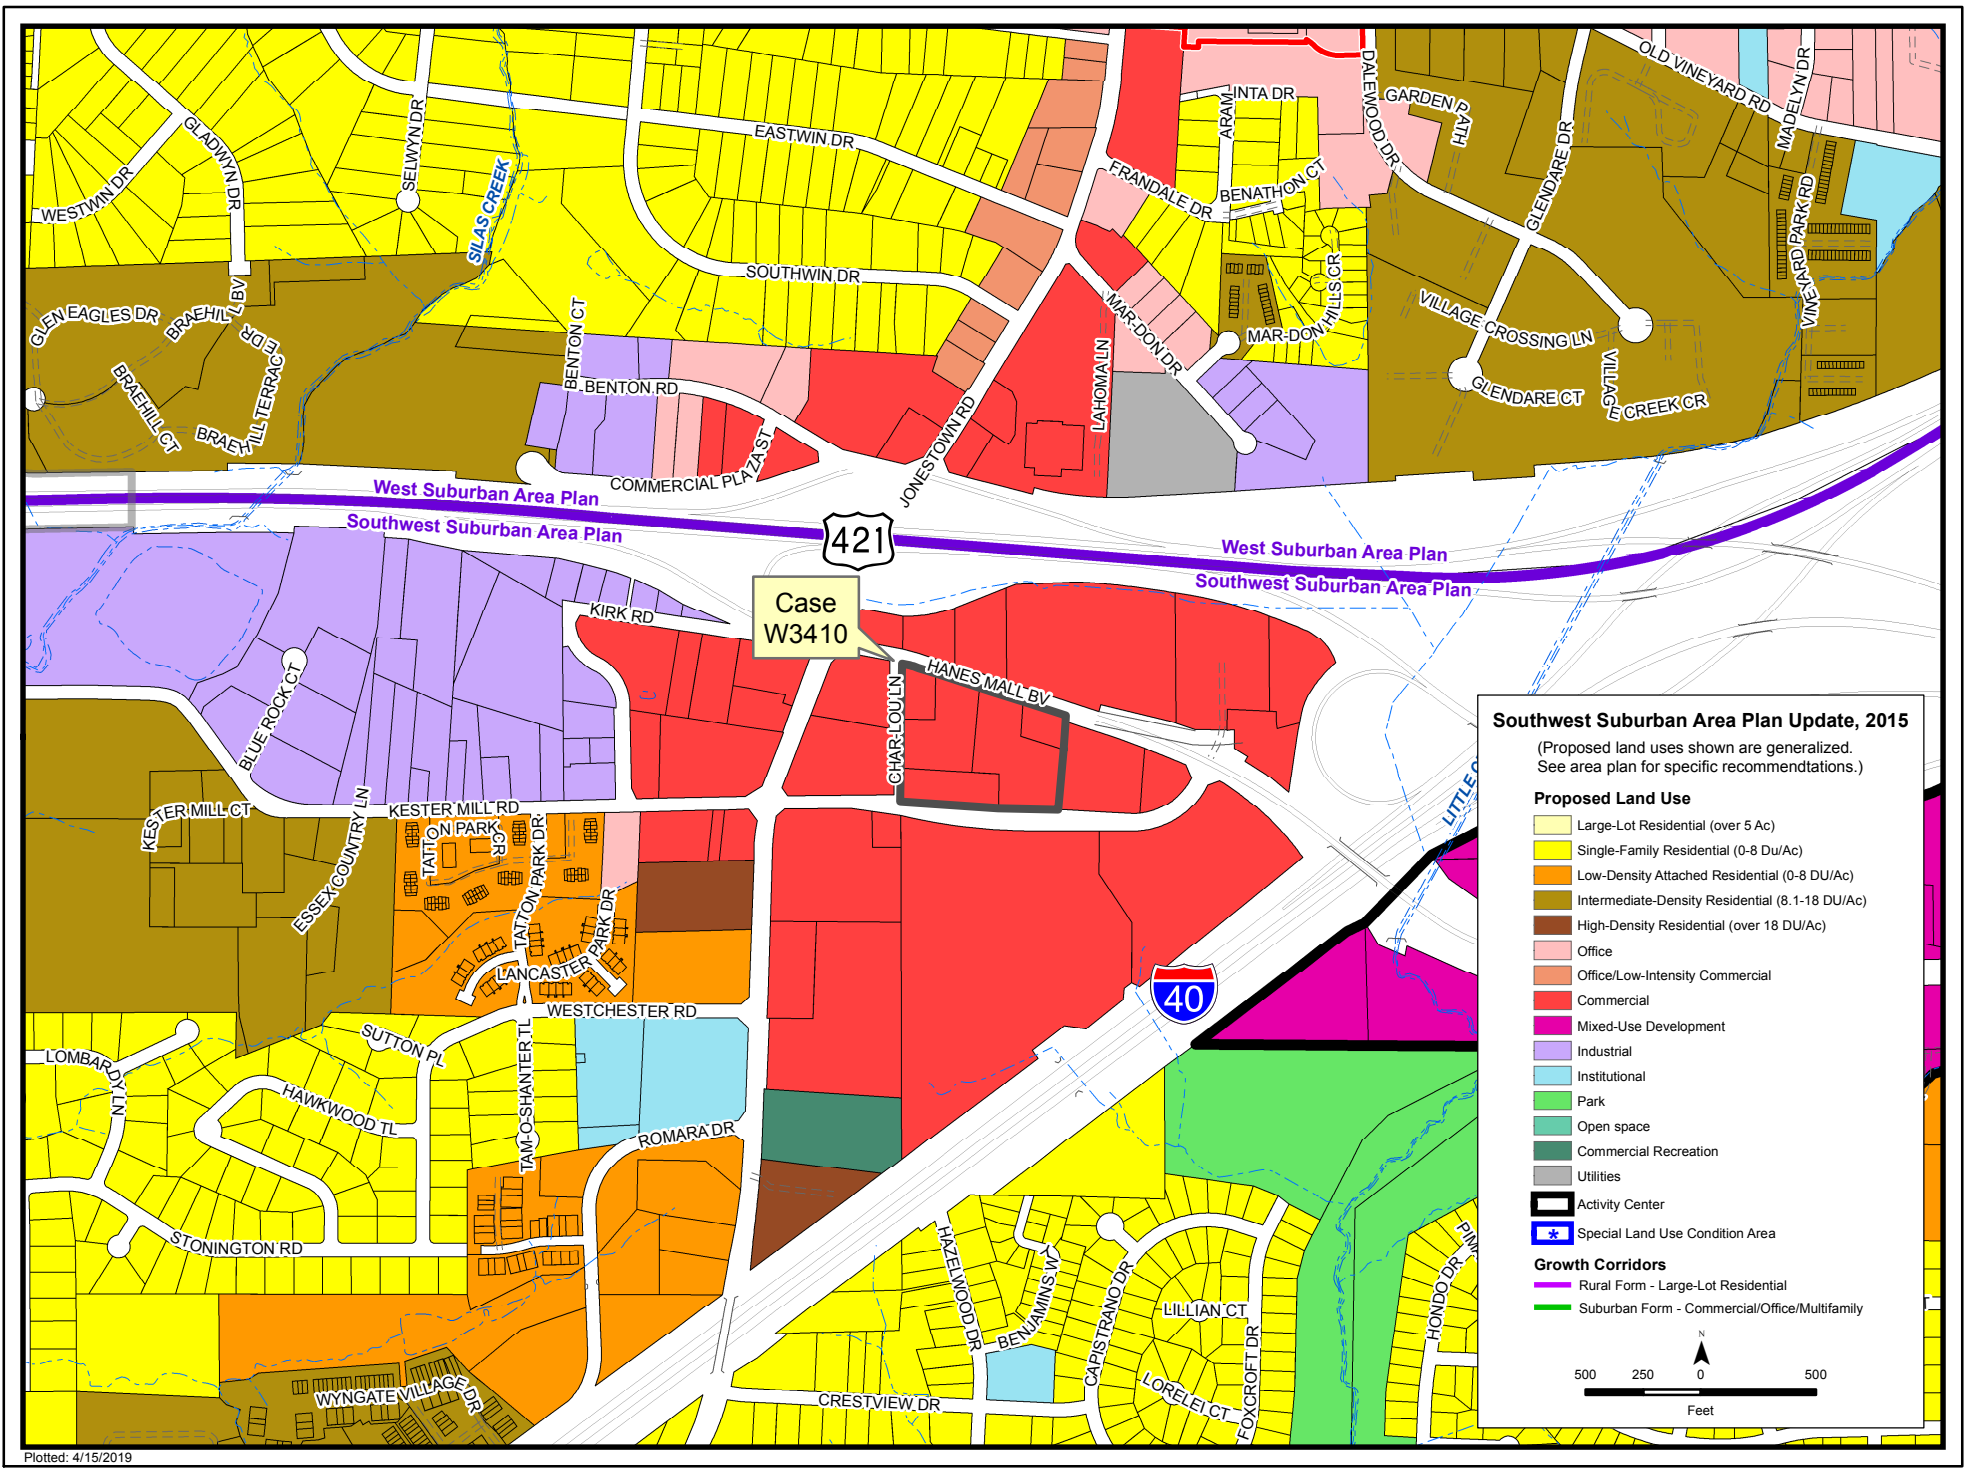 OLD VINEYARD RD
MADELYN DR
DALEWOOD DR
GARDEN PATH
INTA DR
ARAM
GLENDARE DR
EASTWIN DR
SELWYN DR
GLADWYN DR
WESTWIN DR
SILAS CREEK
FRANDALE DR
BENATHON CT
VINEYARD PARK RD
SOUTHWIN DR
MAR-DON HILLS CR
MAR-DON DR
VILLAGE CROSSING LN
VILLAGE CREEK CR
GLENDARE CT
GLEN EAGLES DR
BRAEHILL BV
BRAEHILL TERRACE DR
BRAEHILL CT
BENTON CT
BENTON RD
LAHOMA LN
JONESTOWN RD
COMMERCIAL PLAZA ST
West Suburban Area Plan
Southwest Suburban Area Plan
421
West Suburban Area Plan
Southwest Suburban Area Plan
Case
W3410
KIRK RD
HANES MALL BV
CHAR-LOU LN
BLUE ROCK CT
KESTER MILL CT
KESTER MILL RD
ESSEX COUNTRY LN
TATTON PARK CR
TATTON PARK DR
LANCASTER PARK DR
WESTCHESTER RD
40
LITTLE
SUTTON PL
LOMBARDY LN
HAWKWOOD TL
TAM-O-SHANTER TL
ROMARA DR
STONINGTON RD
WYNGATE VILLAGE DR
HAZELWOOD DR
BENJAMINS WY
CAPISTRANO DR
LILLIAN CT
LORELEI CT
FOXCROFT DR
CRESTVIEW DR
HONDO DR
Southwest Suburban Area Plan Update, 2015
(Proposed land uses shown are generalized.
See area plan for specific recommendtations.)
Proposed Land Use
Large-Lot Residential (over 5 Ac)
Single-Family Residential (0-8 Du/Ac)
Low-Density Attached Residential (0-8 DU/Ac)
Intermediate-Density Residential (8.1-18 DU/Ac)
High-Density Residential (over 18 DU/Ac)
Office
Office/Low-Intensity Commercial
Commercial
Mixed-Use Development
Industrial
Institutional
Park
Open space
Commercial Recreation
Utilities
Activity Center
* Special Land Use Condition Area
Growth Corridors
Rural Form - Large-Lot Residential
Suburban Form - Commercial/Office/Multifamily
N
500 250 0 500
Feet
Plotted: 4/15/2019